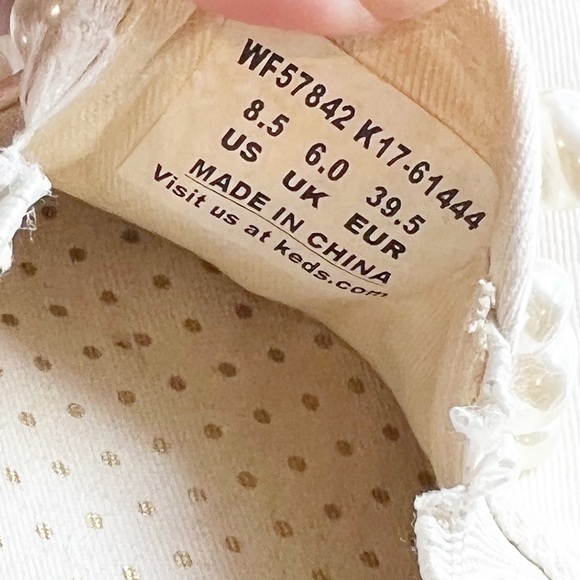 WF57842 K17-61444
8.5 6.0 39.5
US UK EUR
MADE IN CHINA
Visit us at keds.com